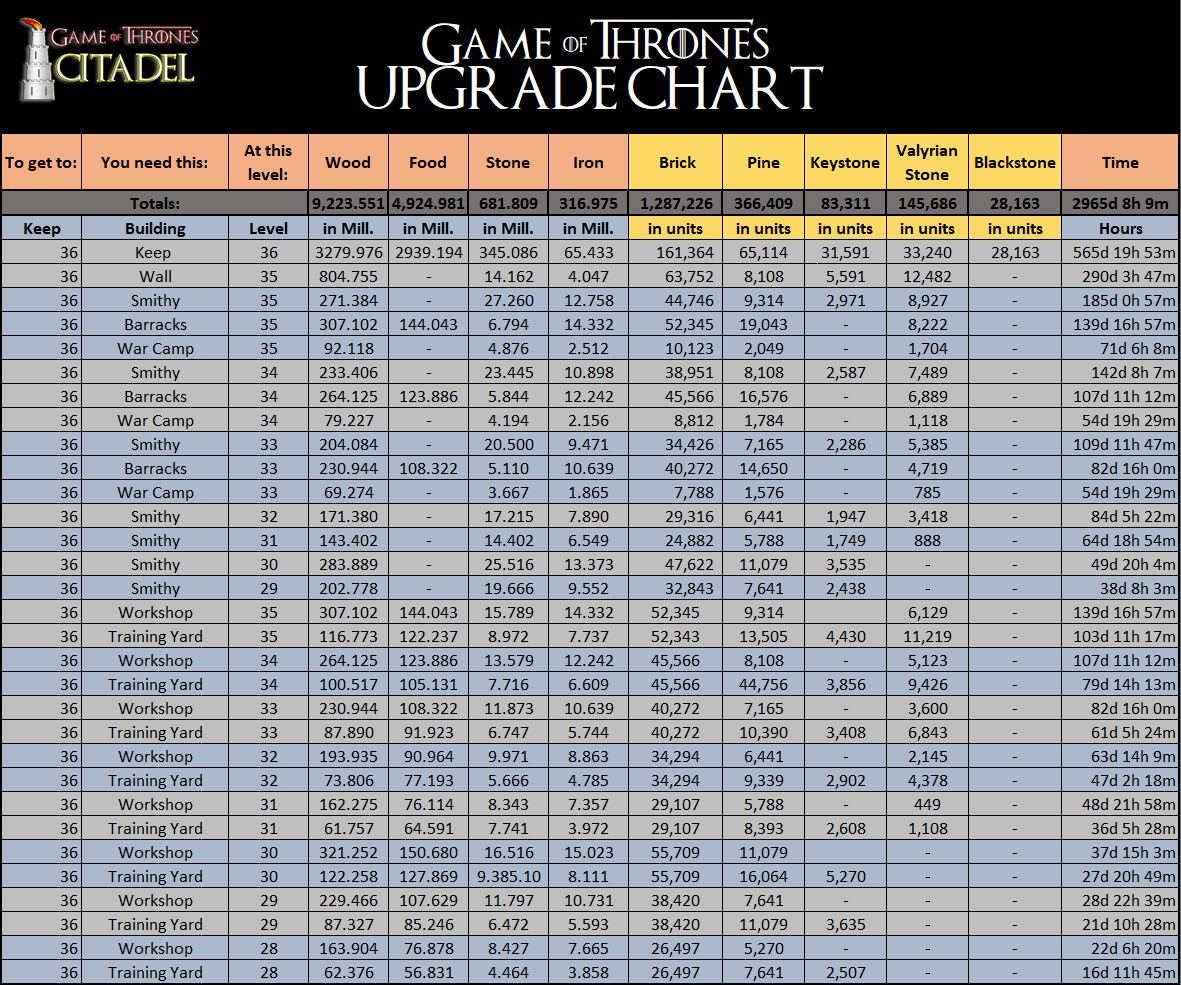 GAME OF THRONES
CITADEL
GAME OF THRONES
UPGRADE CHART
To get to: You need this: At this level: Wood Food Stone Iron Brick Pine Keystone Valyrian Stone Blackstone Time
Totals: 9,223.551 4,924.981 681.809 316.975 1,287,226 366,409 83,311 145,686 28,163 2965d 8h 9m
Keep Building Level in Mill. in Mill. in Mill. in Mill. in units in units in units in units in units Hours
36 Keep 36 3279.976 2939.194 345.086 65.433 161,364 65,114 31,591 33,240 28,163 565d 19h 53m
36 Wall 35 804.755 - 14.162 4.047 63,752 8,108 5,591 12,482 - 290d 3h 47m
36 Smithy 35 271.384 - 27.260 12.758 44,746 9,314 2,971 8,927 - 185d 0h 57m
36 Barracks 35 307.102 144.043 6.794 14.332 52,345 19,043 - 8,222 - 139d 16h 57m
36 War Camp 35 92.118 - 4.876 2.512 10,123 2,049 - 1,704 - 71d 6h 8m
36 Smithy 34 233.406 - 23.445 10.898 38,951 8,108 2,587 7,489 - 142d 8h 7m
36 Barracks 34 264.125 123.886 5.844 12.242 45,566 16,576 - 6,889 - 107d 11h 12m
36 War Camp 34 79.227 - 4.194 2.156 8,812 1,784 - 1,118 - 54d 19h 29m
36 Smithy 33 204.084 - 20.500 9.471 34,426 7,165 2,286 5,385 - 109d 11h 47m
36 Barracks 33 230.944 108.322 5.110 10.639 40,272 14,650 - 4,719 - 82d 16h 0m
36 War Camp 33 69.274 - 3.667 1.865 7,788 1,576 - 785 - 54d 19h 29m
36 Smithy 32 171.380 - 17.215 7.890 29,316 6,441 1,947 3,418 - 84d 5h 22m
36 Smithy 31 143.402 - 14.402 6.549 24,882 5,788 1,749 888 - 64d 18h 54m
36 Smithy 30 283.889 - 25.516 13.373 47,622 11,079 3,535 - - 49d 20h 4m
36 Smithy 29 202.778 - 19.666 9.552 32,843 7,641 2,438 - - 38d 8h 3m
36 Workshop 35 307.102 144.043 15.789 14.332 52,345 9,314 6,129 - 139d 16h 57m
36 Training Yard 35 116.773 122.237 8.972 7.737 52,343 13,505 4,430 11,219 - 103d 11h 17m
36 Workshop 34 264.125 123.886 13.579 12.242 45,566 8,108 - 5,123 - 107d 11h 12m
36 Training Yard 34 100.517 105.131 7.716 6.609 45,566 44,756 3,856 9,426 - 79d 14h 13m
36 Workshop 33 230.944 108.322 11.873 10.639 40,272 7,165 - 3,600 - 82d 16h 0m
36 Training Yard 33 87.890 91.923 6.747 5.744 40,272 10,390 3,408 6,843 - 61d 5h 24m
36 Workshop 32 193.935 90.964 9.971 8.863 34,294 6,441 - 2,145 - 63d 14h 9m
36 Training Yard 32 73.806 77.193 5.666 4.785 34,294 9,339 2,902 4,378 - 47d 2h 18m
36 Workshop 31 162.275 76.114 8.343 7.357 29,107 5,788 - 449 - 48d 21h 58m
36 Training Yard 31 61.757 64.591 7.741 3.972 29,107 8,393 2,608 1,108 - 36d 5h 28m
36 Workshop 30 321.252 150.680 16.516 15.023 55,709 11,079 - - 37d 15h 3m
36 Training Yard 30 122.258 127.869 9.385.10 8.111 55,709 16,064 5,270 - - 27d 20h 49m
36 Workshop 29 229.466 107.629 11.797 10.731 38,420 7,641 - - - 28d 22h 39m
36 Training Yard 29 87.327 85.246 6.472 5.593 38,420 11,079 3,635 - - 21d 10h 28m
36 Workshop 28 163.904 76.878 8.427 7.665 26,497 5,270 - - - 22d 6h 20m
36 Training Yard 28 62.376 56.831 4.464 3.858 26,497 7,641 2,507 - - 16d 11h 45m